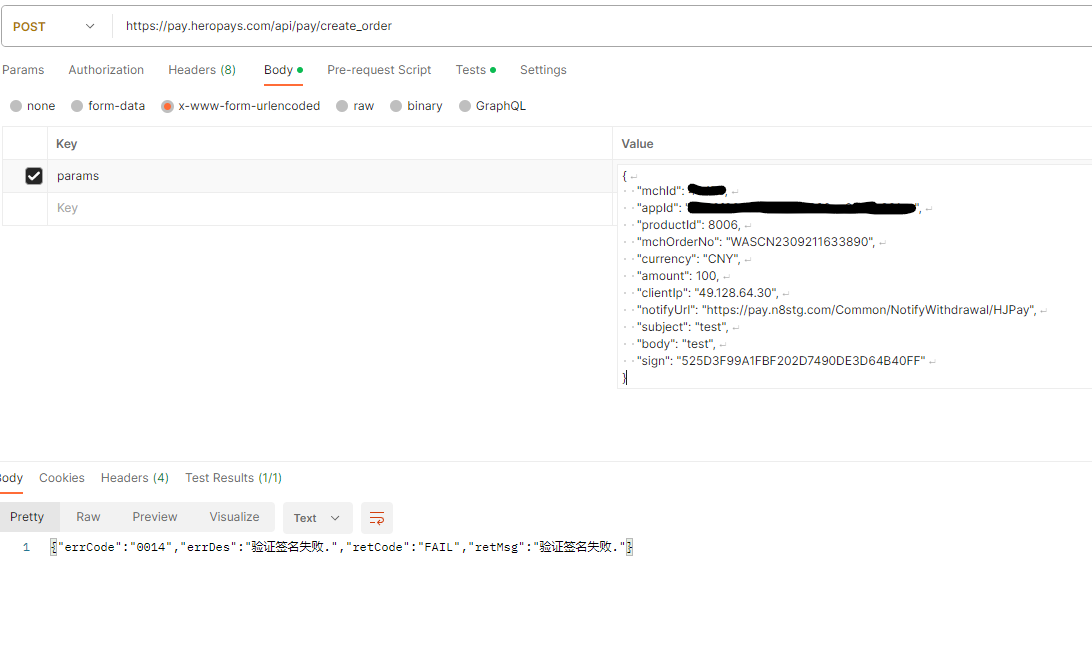 POST https://pay.heropays.com/api/pay/create_order
Params Authorization Headers (8) Body Pre-request Script Tests Settings
none form-data x-www-form-urlencoded raw binary GraphQL
Key Value
params
{
"mchId": ,
"appId": "",
"productId": 8006,
"mchOrderNo": "WASCN2309211633890",
"currency": "CNY",
"amount": 100,
"clientIp": "49.128.64.30",
"notifyUrl": "https://pay.n8stg.com/Common/NotifyWithdrawal/HJPay",
"subject": "test",
"body": "test",
"sign": "525D3F99A1FBF202D7490DE3D64B40FF"
}
Key
Body Cookies Headers (4) Test Results (1/1)
Pretty Raw Preview Visualize Text
1 {"errCode":"0014","errDes":"验证签名失败.","retCode":"FAIL","retMsg":"验证签名失败."}